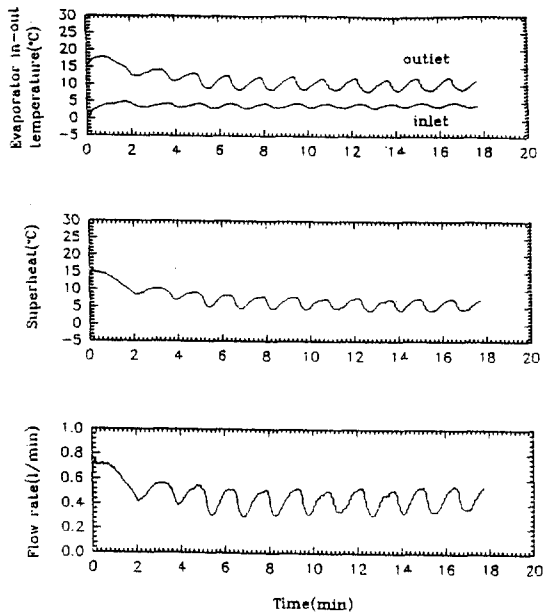 Evaporator in-out
temperature(°C)
30
25
20
15
10
5
0
-5
outlet
inlet
0 2 4 6 8 10 12 14 16 18 20
Superheat(°C)
30
25
20
15
10
5
0
-5
0 2 4 6 8 10 12 14 16 18 20
Flow rate(l/min)
1.0
0.8
0.6
0.4
0.2
0.0
0 2 4 6 8 10 12 14 16 18 20
Time(min)